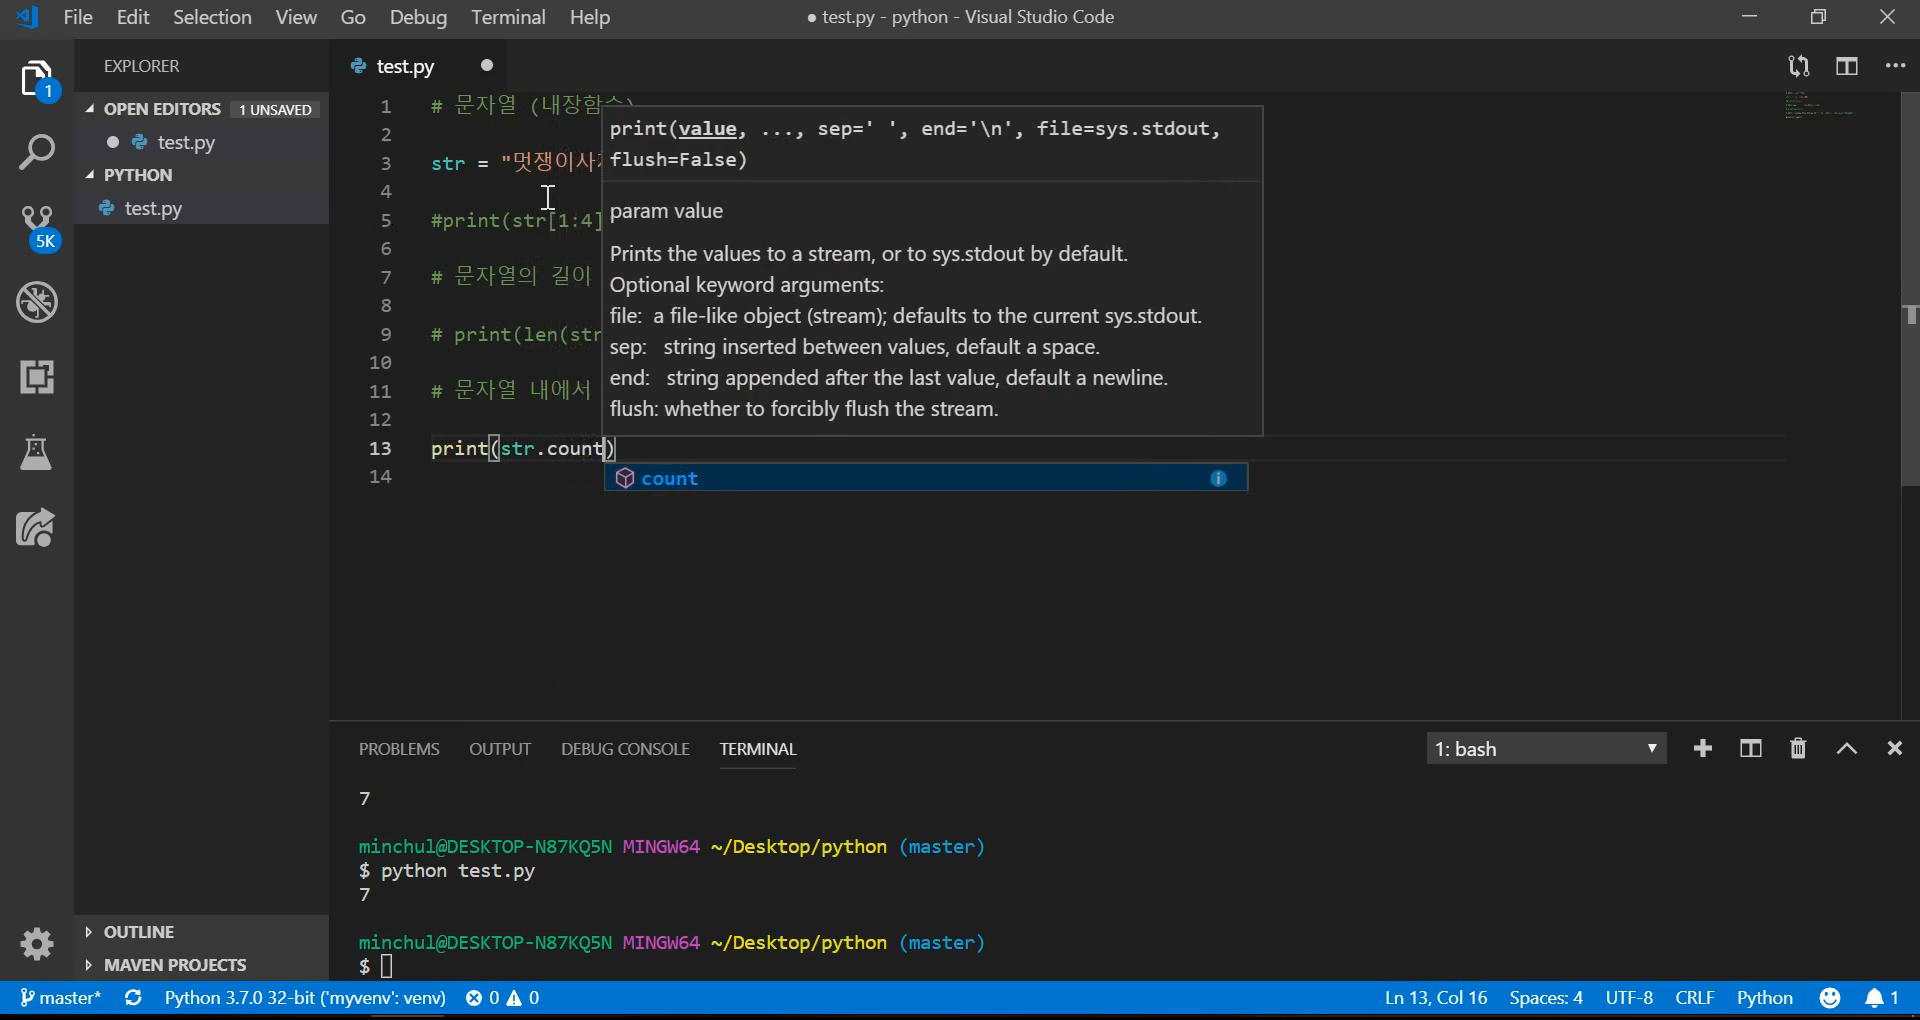 File Edit Selection View Go Debug Terminal Help
● test.py - python - Visual Studio Code
EXPLORER
OPEN EDITORS 1 UNSAVED
● test.py
PYTHON
test.py
1
5K
OUTLINE
MAVEN PROJECTS
test.py ●
1 # 문자열 (내장함수)
2
3 str = "멋쟁이사
4
5 #print(str[1:4]
6
7 # 문자열의 길이
8
9 # print(len(str
10
11 # 문자열 내에서
12
13 print(str.count)
14
print(value, ..., sep=' ', end='\n', file=sys.stdout,
flush=False)
param value
Prints the values to a stream, or to sys.stdout by default.
Optional keyword arguments:
file: a file-like object (stream); defaults to the current sys.stdout.
sep: string inserted between values, default a space.
end: string appended after the last value, default a newline.
flush: whether to forcibly flush the stream.
count
PROBLEMS OUTPUT DEBUG CONSOLE TERMINAL
1: bash
7
minchul@DESKTOP-N87KQ5N MINGW64 ~/Desktop/python (master)
$ python test.py
7
minchul@DESKTOP-N87KQ5N MINGW64 ~/Desktop/python (master)
$
master* Python 3.7.0 32-bit ('myvenv': venv) 0 0
Ln 13, Col 16 Spaces: 4 UTF-8 CRLF Python 1